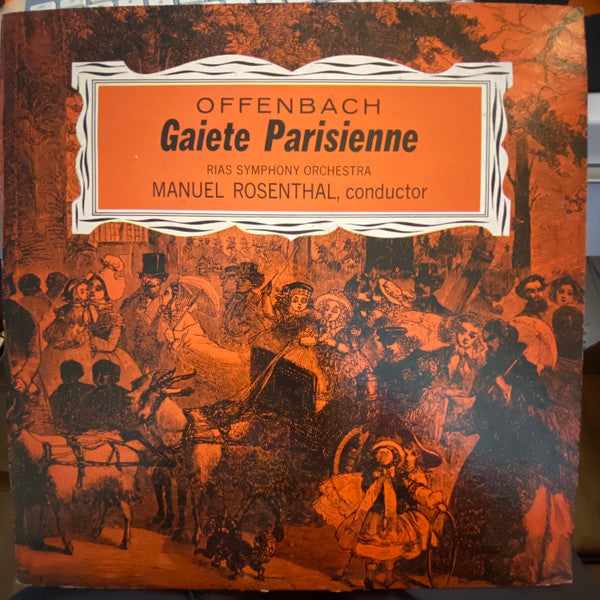 OFFENBACH
Gaiete Parisienne
RIAS SYMPHONY ORCHESTRA
MANUEL ROSENTHAL, conductor